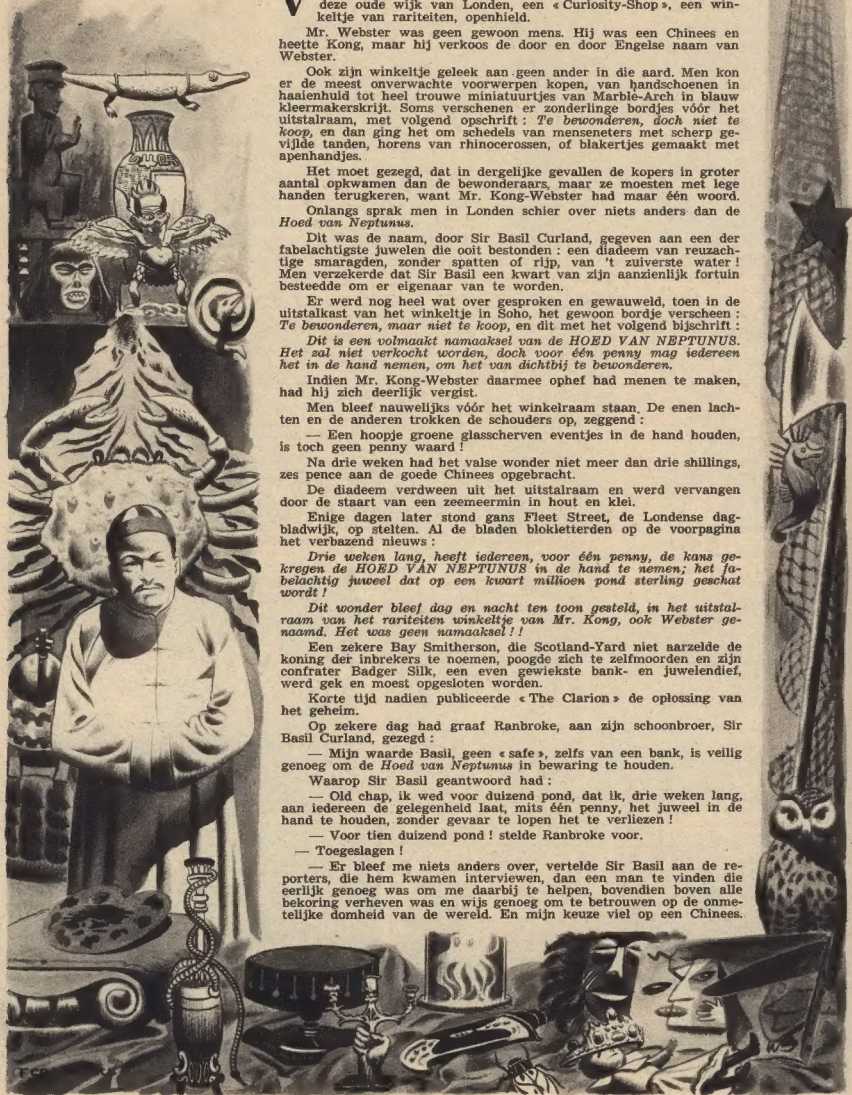 V deze oude wijk van Londen, een « Curiosity-Shop », een win-
keltje van rariteiten, openhield.
Mr. Webster was geen gewoon mens. Hij was een Chinees en
heette Kong, maar hij verkoos de door en door Engelse naam van
Webster.
Ook zijn winkeltje geleek aan geen ander in die aard. Men kon
er de meest onverwachte voorwerpen kopen, van handschoenen in
haaienhuid tot heel trouwe miniatuurtjes van Marble-Arch in blauw
kleermakerskrijt. Soms verschenen er zonderlinge bordjes vóór het
uitstalraam, met volgend opschrift : Te bewonderen, doch niet te
koop, en dan ging het om schedels van menseneters met scherp ge-
vijlde tanden, horens van rhinocerossen, of blakertjes gemaakt met
apenhandjes.
Het moet gezegd, dat in dergelijke gevallen de kopers in groter
aantal opkwamen dan de bewonderaars, maar ze moesten met lege
handen terugkeren, want Mr. Kong-Webster had maar één woord.
Onlangs sprak men in Londen schier over niets anders dan de
Hoed van Neptunus.
Dit was de naam, door Sir Basil Curland, gegeven aan een der
fabelachtigste juwelen die ooit bestonden : een diadeem van reuzach-
tige smaragden, zonder spatten of rijp, van 't zuiverste water !
Men verzekerde dat Sir Basil een kwart van zijn aanzienlijk fortuin
besteedde om er eigenaar van te worden.
Er werd nog heel wat over gesproken en gewauweld, toen in de
uitstalkast van het winkeltje in Soho, het gewoon bordje verscheen :
Te bewonderen, maar niet te koop, en dit met het volgend bijschrift :
Dit is een volmaakt namaaksel van de HOED VAN NEPTUNUS.
Het zal niet verkocht worden, doch voor één penny mag iedereen
het in de hand nemen, om het van dichtbij te bewonderen.
Indien Mr. Kong-Webster daarmee ophef had menen te maken,
had hij zich deerlijk vergist.
Men bleef nauwelijks vóór het winkelraam staan. De enen lach-
ten en de anderen trokken de schouders op, zeggend :
— Een hoopje groene glasscherven eventjes in de hand houden,
is toch geen penny waard !
Na drie weken had het valse wonder niet meer dan drie shillings,
zes pence aan de goede Chinees opgebracht.
De diadeem verdween uit het uitstalraam en werd vervangen
door de staart van een zeemeermin in hout en klei.
Enige dagen later stond gans Fleet Street, de Londense dag-
bladwijk, op stelten. Al de bladen blokletterden op de voorpagina
het verbazend nieuws :
Drie weken lang, heeft iedereen, voor één penny, de kans ge-
kregen de HOED VAN NEPTUNUS in de hand te nemen; het fa-
belachtig juweel dat op een kwart millioen pond sterling geschat
wordt !
Dit wonder bleef dag en nacht ten toon gesteld, in het uitstal-
raam van het rariteiten winkeltje van Mr. Kong, ook Webster ge-
naamd. Het was geen namaaksel ! !
Een zekere Bay Smitherson, die Scotland-Yard niet aarzelde de
koning der inbrekers te noemen, poogde zich te zelfmoorden en zijn
confrater Badger Silk, een even gewiekste bank- en juwelendief,
werd gek en moest opgesloten worden.
Korte tijd nadien publiceerde « The Clarion » de oplossing van
het geheim.
Op zekere dag had graaf Ranbroke, aan zijn schoonbroer, Sir
Basil Curland, gezegd :
— Mijn waarde Basil, geen « safe », zelfs van een bank, is veilig
genoeg om de Hoed van Neptunus in bewaring te houden.
Waarop Sir Basil geantwoord had :
— Old chap, ik wed voor duizend pond, dat ik, drie weken lang,
aan iedereen de gelegenheid laat, mits één penny, het juweel in de
hand te houden, zonder gevaar te lopen het te verliezen !
— Voor tien duizend pond ! stelde Ranbroke voor.
— Toegeslagen !
— Er bleef me niets anders over, vertelde Sir Basil aan de re-
porters, die hem kwamen interviewen, dan een man te vinden die
eerlijk genoeg was om me daarbij te helpen, bovendien boven alle
bekoring verheven was en wijs genoeg om te betrouwen op de onme-
telijke domheid van de wereld. En mijn keuze viel op een Chinees.